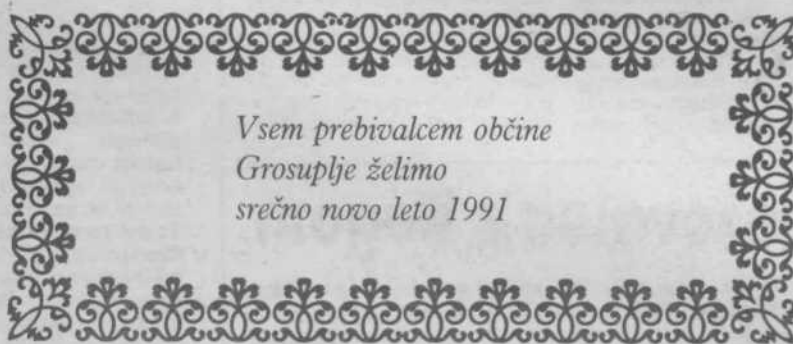 Vsem prebivalcem občine
Grosuplje želimo
srečno novo leto 1991